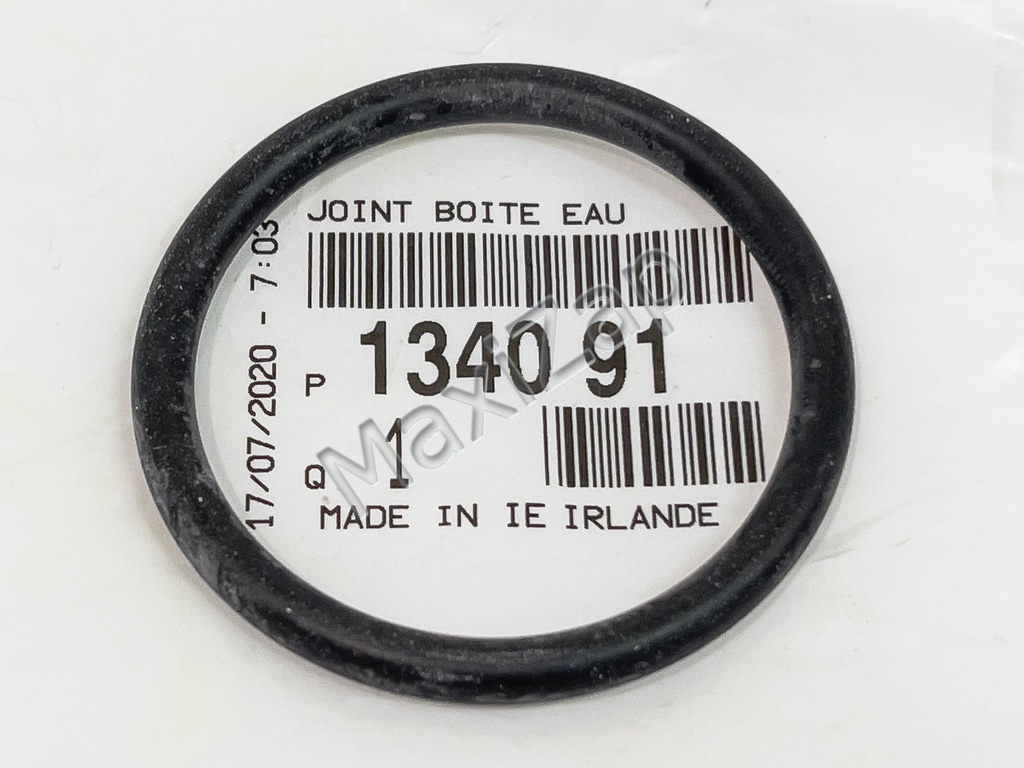 JOINT BOITE EAU
P 1340 91
Q 1
MADE IN IE IRLANDE
17/07/2020 - 7:03
MaxiZap